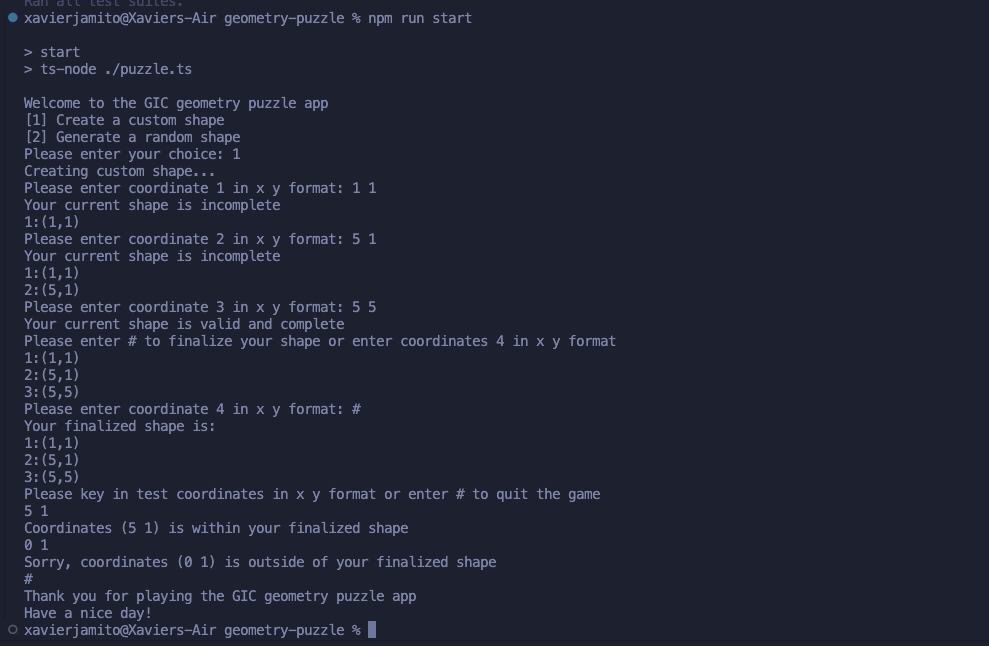 Ran all test suites.
xavierjamito@Xaviers-Air geometry-puzzle % npm run start
> start
> ts-node ./puzzle.ts
Welcome to the GIC geometry puzzle app
[1] Create a custom shape
[2] Generate a random shape
Please enter your choice: 1
Creating custom shape...
Please enter coordinate 1 in x y format: 1 1
Your current shape is incomplete
1:(1,1)
Please enter coordinate 2 in x y format: 5 1
Your current shape is incomplete
1:(1,1)
2:(5,1)
Please enter coordinate 3 in x y format: 5 5
Your current shape is valid and complete
Please enter # to finalize your shape or enter coordinates 4 in x y format
1:(1,1)
2:(5,1)
3:(5,5)
Please enter coordinate 4 in x y format: #
Your finalized shape is:
1:(1,1)
2:(5,1)
3:(5,5)
Please key in test coordinates in x y format or enter # to quit the game
5 1
Coordinates (5 1) is within your finalized shape
0 1
Sorry, coordinates (0 1) is outside of your finalized shape
#
Thank you for playing the GIC geometry puzzle app
Have a nice day!
xavierjamito@Xaviers-Air geometry-puzzle %